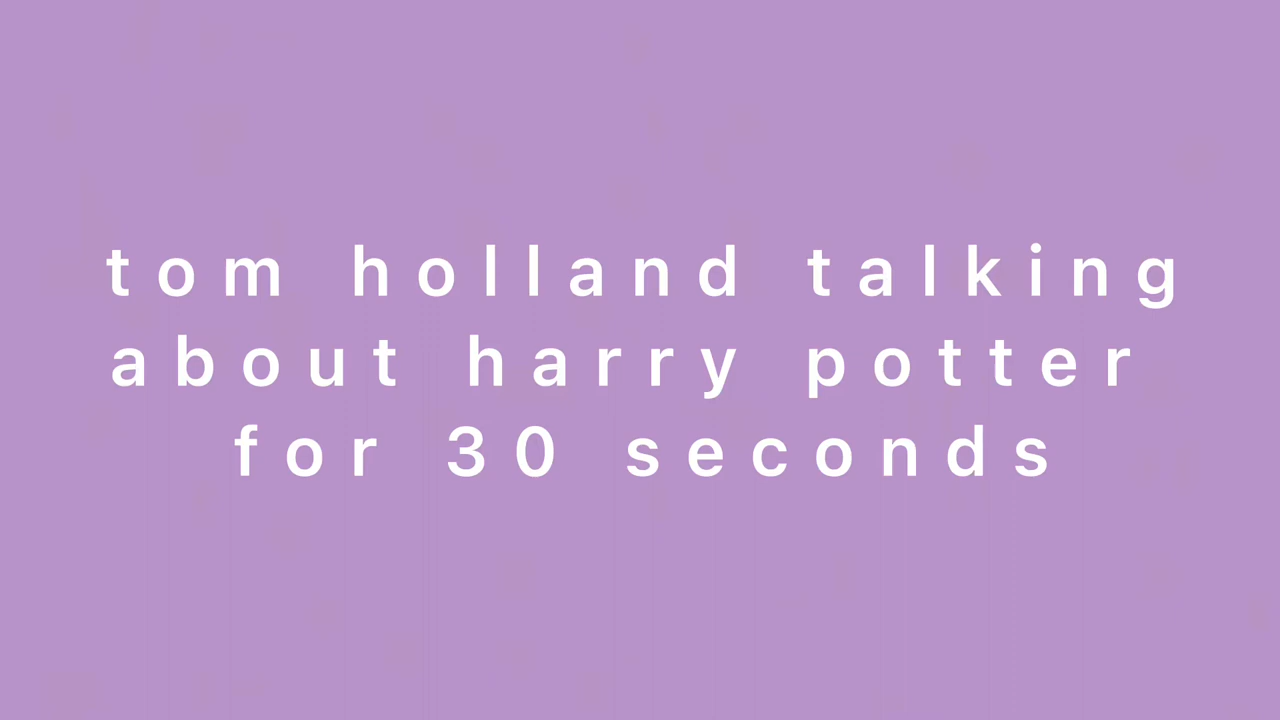 tom holland talking
about harry potter
for 30 seconds